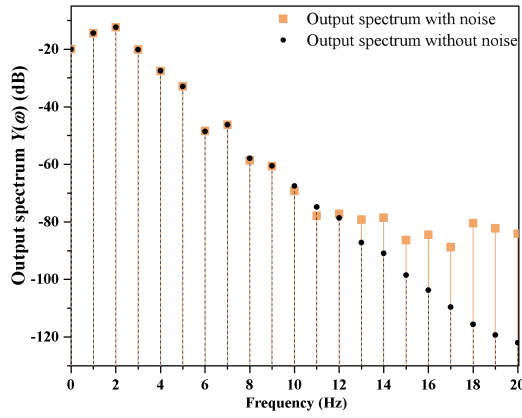 Output spectrum with noise
Output spectrum without noise
Output spectrum Y(ω) (dB)
-20
-40
-60
-80
-100
-120
0 2 4 6 8 10 12 14 16 18 20
Frequency (Hz)